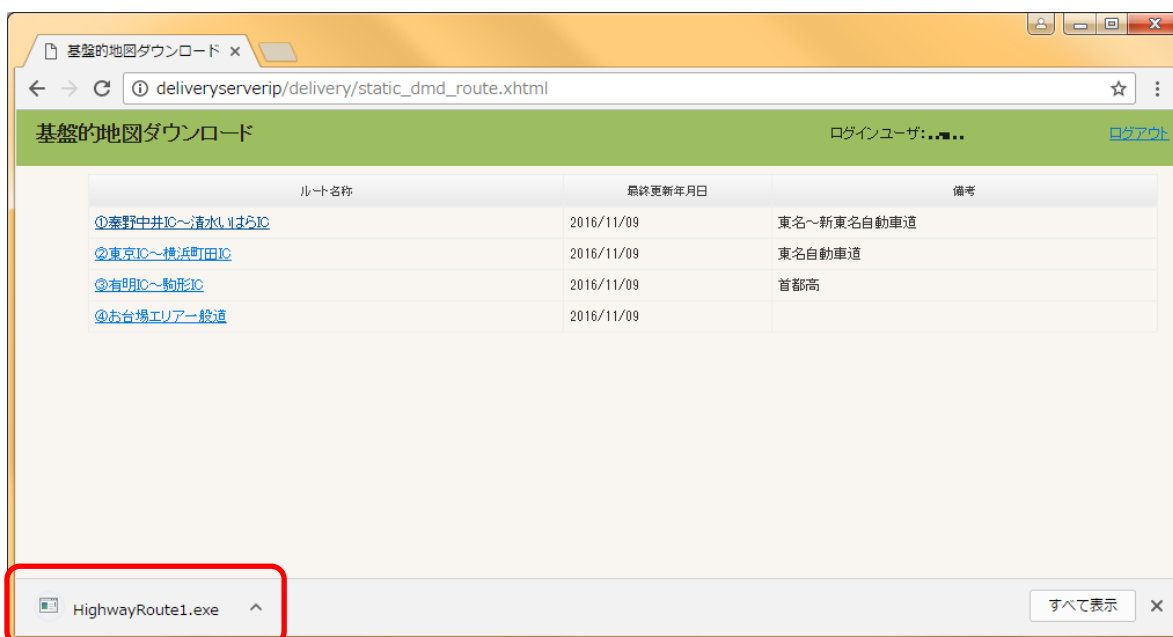 基盤的地図ダウンロード
deliveryserverip/delivery/static_dmd_route.xhtml
基盤的地図ダウンロード ログインユーザ: ログアウト
ルート名称 最終更新年月日 備考
①秦野中井IC～清水いはらIC 2016/11/09 東名～新東名自動車道
②東京IC～横浜町田IC 2016/11/09 東名自動車道
③有明IC～駒形IC 2016/11/09 首都高
④お台場エリア一般道 2016/11/09
HighwayRoute1.exe すべて表示